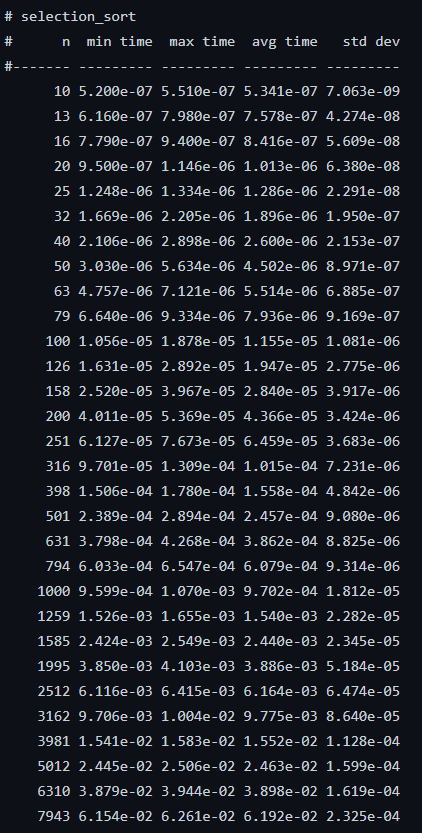 # selection_sort
#      n  min time  max time  avg time   std dev
#------- --------- --------- --------- ---------
      10 5.200e-07 5.510e-07 5.341e-07 7.063e-09
      13 6.160e-07 7.980e-07 7.578e-07 4.274e-08
      16 7.790e-07 9.400e-07 8.416e-07 5.609e-08
      20 9.500e-07 1.146e-06 1.013e-06 6.380e-08
      25 1.248e-06 1.334e-06 1.286e-06 2.291e-08
      32 1.669e-06 2.205e-06 1.896e-06 1.950e-07
      40 2.106e-06 2.898e-06 2.600e-06 2.153e-07
      50 3.030e-06 5.634e-06 4.502e-06 8.971e-07
      63 4.757e-06 7.121e-06 5.514e-06 6.885e-07
      79 6.640e-06 9.334e-06 7.936e-06 9.169e-07
     100 1.056e-05 1.878e-05 1.155e-05 1.081e-06
     126 1.631e-05 2.892e-05 1.947e-05 2.775e-06
     158 2.520e-05 3.967e-05 2.840e-05 3.917e-06
     200 4.011e-05 5.369e-05 4.366e-05 3.424e-06
     251 6.127e-05 7.673e-05 6.459e-05 3.683e-06
     316 9.701e-05 1.309e-04 1.015e-04 7.231e-06
     398 1.506e-04 1.780e-04 1.558e-04 4.842e-06
     501 2.389e-04 2.894e-04 2.457e-04 9.080e-06
     631 3.798e-04 4.268e-04 3.862e-04 8.825e-06
     794 6.033e-04 6.547e-04 6.079e-04 9.314e-06
    1000 9.599e-04 1.070e-03 9.702e-04 1.812e-05
    1259 1.526e-03 1.655e-03 1.540e-03 2.282e-05
    1585 2.424e-03 2.549e-03 2.440e-03 2.345e-05
    1995 3.850e-03 4.103e-03 3.886e-03 5.184e-05
    2512 6.116e-03 6.415e-03 6.164e-03 6.474e-05
    3162 9.706e-03 1.004e-02 9.775e-03 8.640e-05
    3981 1.541e-02 1.583e-02 1.552e-02 1.128e-04
    5012 2.445e-02 2.506e-02 2.463e-02 1.599e-04
    6310 3.879e-02 3.944e-02 3.898e-02 1.619e-04
    7943 6.154e-02 6.261e-02 6.192e-02 2.325e-04